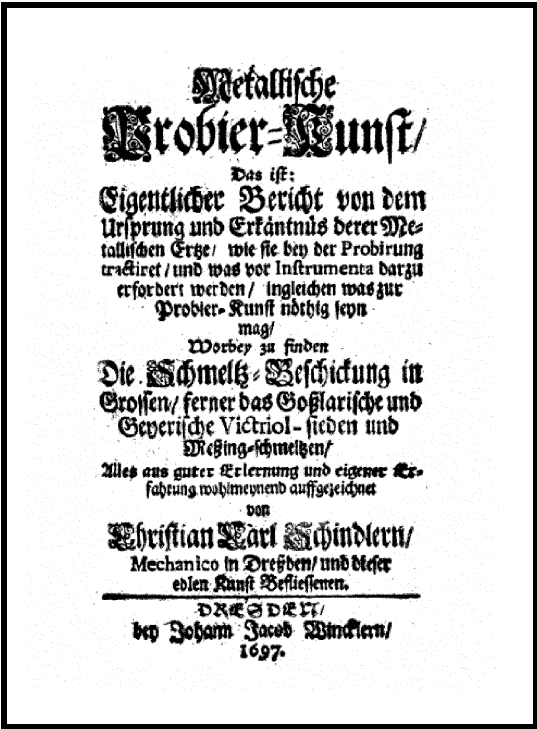 Metallische
Probier-Kunst/
Das ist:
Eigentlicher Bericht von dem
Ursprung und Erkäntnüs derer Me-
tallischen Ertze/ wie sie bey der Probirung
tractiret/ und was vor Instrumenta darzu
erfordert werden/ ingleichen was zur
Probier-Kunst nöthig seyn
mag/
Worbey zu finden
Die Schmeltz-Beschickung in
Grossen/ ferner das Goßlarische und
Geyerische Victriol-sieden und
Meßing-schmeltzen/
Alles aus guter Erlernung und eigener Er-
fahrung wohlmeynend auffgezeichnet
von
Christian Carl Schindlern/
Mechanico in Dreßden/ und dieser
edlen Kunst Befließenen.
DRESDEN/
bey Johann Jacob Wincklern/
1697.